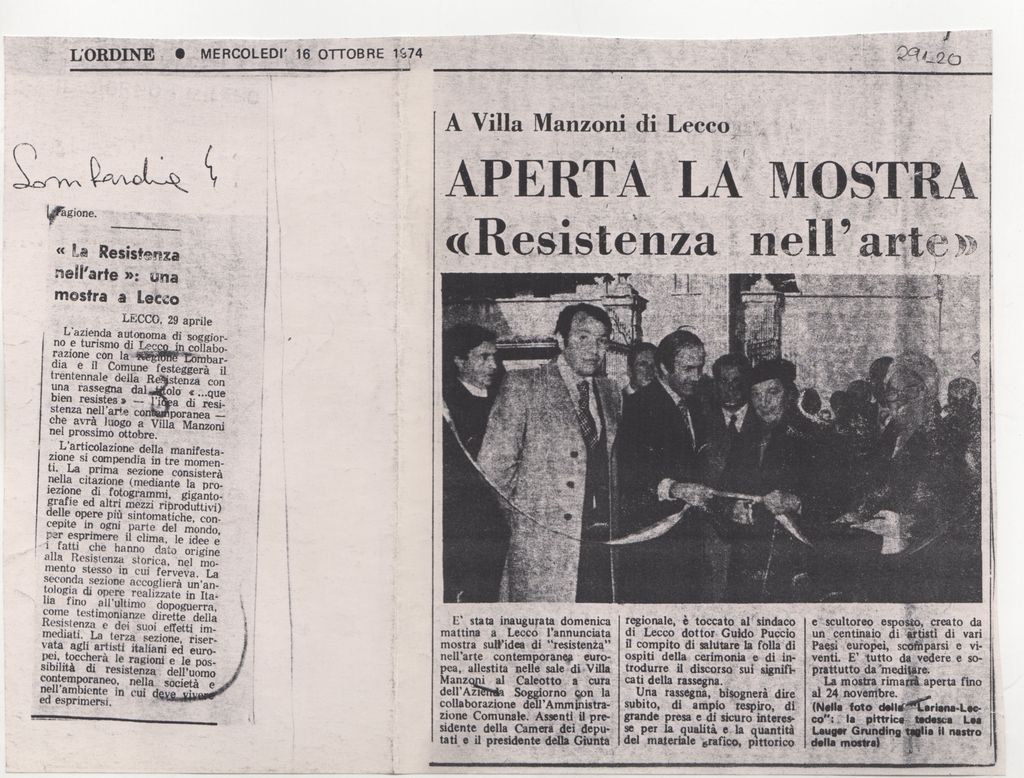 L'ORDINE ● MERCOLEDI' 16 OTTOBRE 1974
29120
Lombardia 4
ragione.
« La Resistenza
nell'arte »: una
mostra a Lecco
LECCO, 29 aprile
L'azienda autonoma di soggior-
no e turismo di Lecco in collabo-
razione con la Regione Lombar-
dia e il Comune festeggerà il
trentennale della Resistenza con
una rassegna dal titolo « ...que
bien resistes » — l'idea di resi-
stenza nell'arte contemporanea —
che avrà luogo a Villa Manzoni
nel prossimo ottobre.
L'articolazione della manifesta-
zione si compendia in tre momen-
ti. La prima sezione consisterà
nella citazione (mediante la pro-
iezione di fotogrammi, giganto-
grafie ed altri mezzi riproduttivi)
delle opere più sintomatiche, con-
cepite in ogni parte del mondo,
per esprimere il clima, le idee e
i fatti che hanno dato origine
alla Resistenza storica, nel mo-
mento stesso in cui ferveva. La
seconda sezione accoglierà un'an-
tologia di opere realizzate in Ita-
lia fino all'ultimo dopoguerra,
come testimonianze dirette della
Resistenza e dei suoi effetti im-
mediati. La terza sezione, riser-
vata agli artisti italiani ed euro-
pei, toccherà le ragioni e le pos-
sibilità di resistenza dell'uomo
contemporaneo, nella società e
nell'ambiente in cui deve vivere
ed esprimersi.
A Villa Manzoni di Lecco
APERTA LA MOSTRA
«Resistenza nell'arte»
E' stata inaugurata domenica
mattina a Lecco l'annunciata
mostra sull'idea di "resistenza"
nell'arte contemporanea euro-
pea, allestita nelle sale di Villa
Manzoni al Caleotto a cura
dell'Azienda Soggiorno con la
collaborazione dell'Amministra-
zione Comunale. Assenti il pre-
sidente della Camera dei depu-
tati e il presidente della Giunta
regionale, è toccato al sindaco
di Lecco dottor Guido Puccio
il compito di salutare la folla di
ospiti della cerimonia e di in-
trodurre il discorso sui signifi-
cati della rassegna.
Una rassegna, bisognerà dire
subito, di ampio respiro, di
grande presa e di sicuro interes-
se per la qualità e la quantità
del materiale grafico, pittorico
e scultoreo esposto, creato da
un centinaio di artisti di vari
Paesi europei, scomparsi e vi-
venti. E' tutto da vedere e so-
prattutto da meditare.
La mostra rimarrà aperta fino
al 24 novembre.
(Nella foto della "Lariana-Lec-
co": la pittrice tedesca Lea
Lauger Grunding taglia il nastro
della mostra)